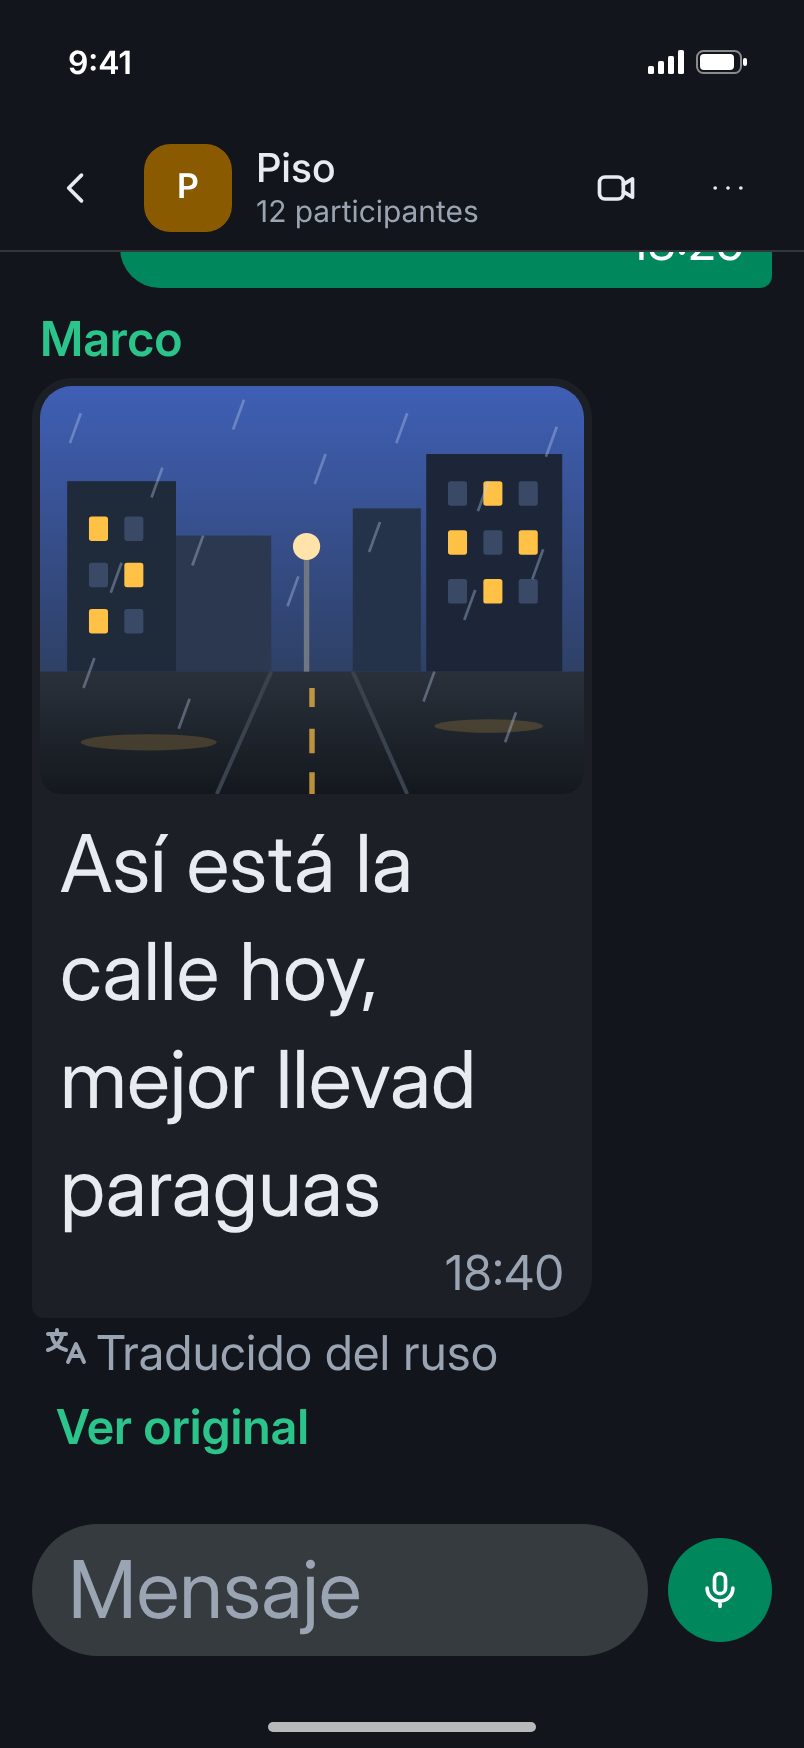 9:41
P
Piso
12 participantes
Marco
Así está la
calle hoy,
mejor llevad
paraguas
18:40
Traducido del ruso
Ver original
Mensaje